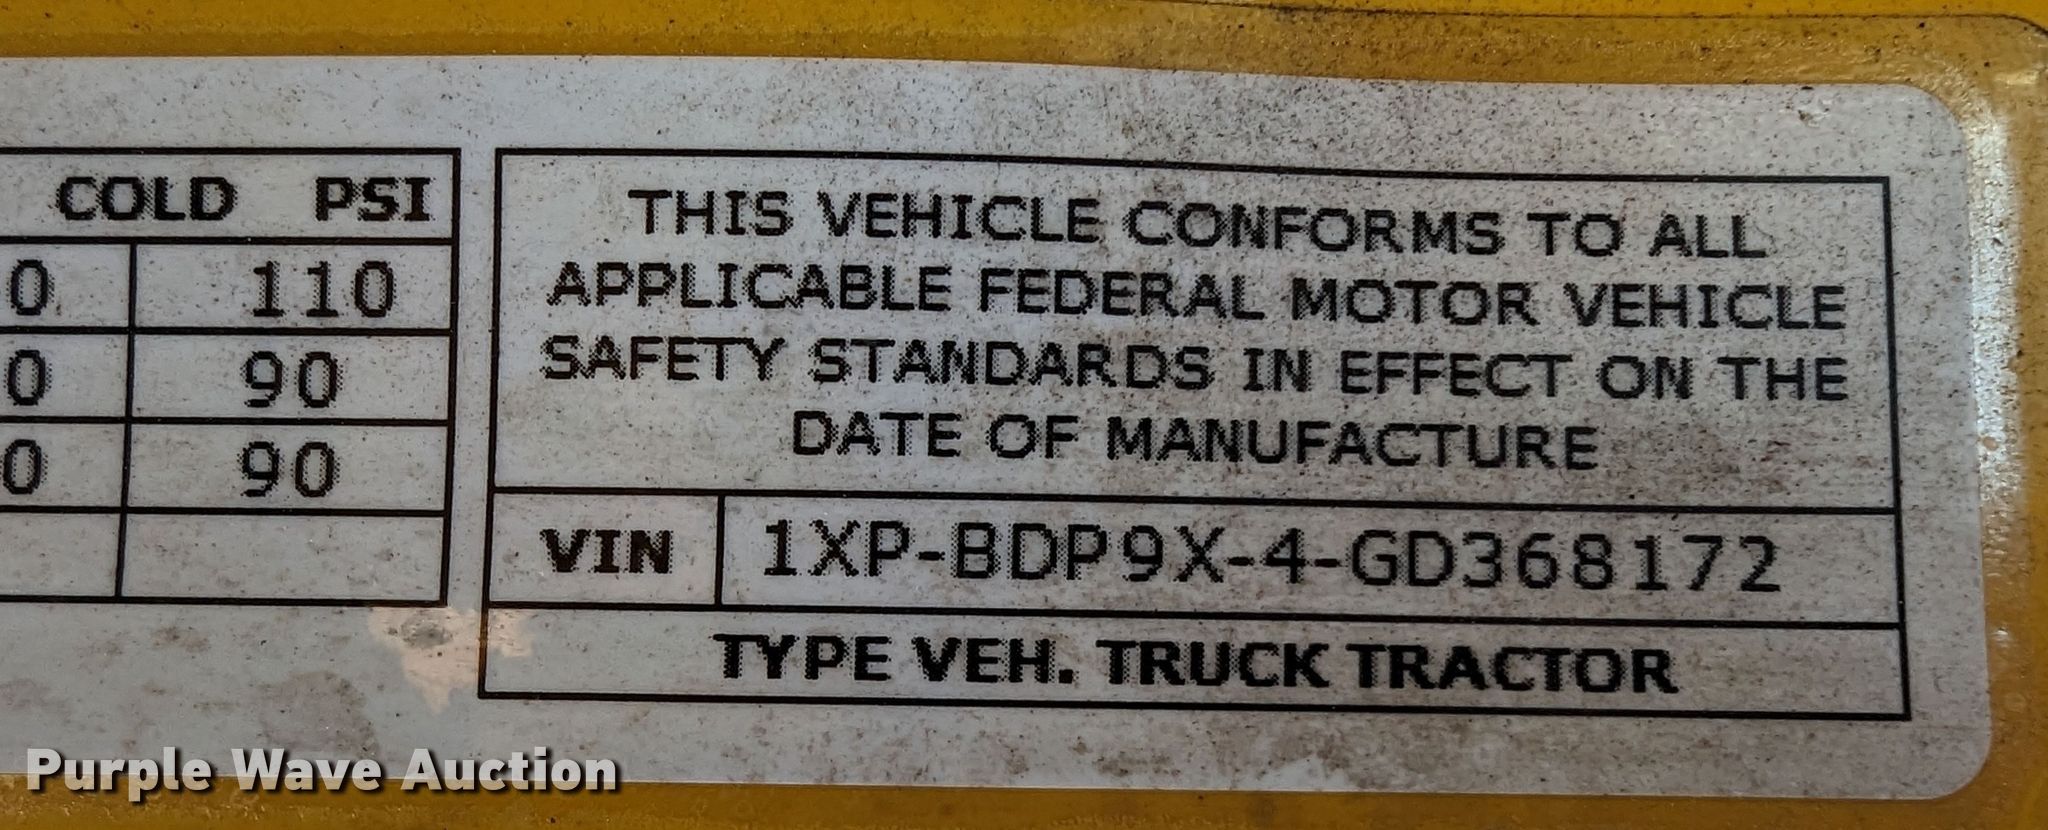 COLD PSI
0 110
0 90
0 90
THIS VEHICLE CONFORMS TO ALL
APPLICABLE FEDERAL MOTOR VEHICLE
SAFETY STANDARDS IN EFFECT ON THE
DATE OF MANUFACTURE
VIN 1XP-BDP9X-4-GD368172
TYPE VEH. TRUCK TRACTOR
Purple Wave Auction